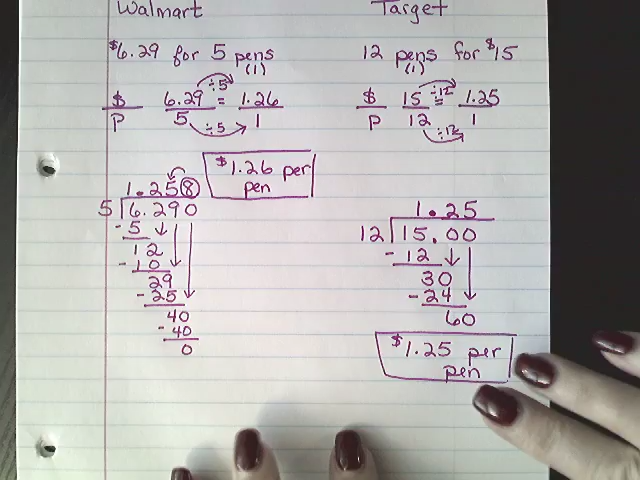 Walmart
$6.29 for 5 pens
(1)
$/P 6.29/5 = 1.26/1
÷5
÷5
$1.26 per
pen
1.258
5 6.290
-5
12
-10
29
-25
40
-40
0
Target
12 pens for $15
(1)
$/P 15/12 = 1.25/1
÷12
÷12
1.25
12 15.00
-12
30
-24
60
$1.25 per
pen